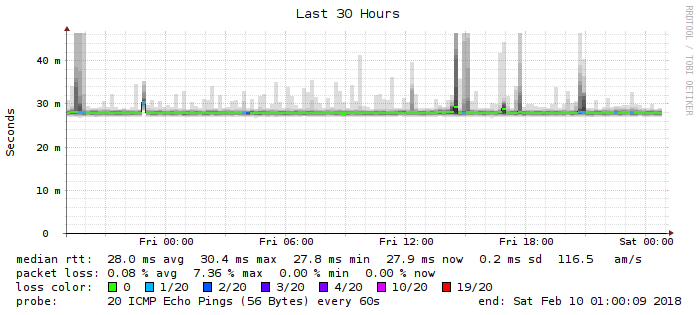 Last 30 Hours
RRDTOOL / TOBI OETIKER
Seconds
40 m
30 m
20 m
10 m
0
Fri 00:00 Fri 06:00 Fri 12:00 Fri 18:00 Sat 00:00
median rtt: 28.0 ms avg 30.4 ms max 27.8 ms min 27.9 ms now 0.2 ms sd 116.5 am/s
packet loss: 0.08 % avg 7.36 % max 0.00 % min 0.00 % now
loss color: 0 1/20 2/20 3/20 4/20 10/20 19/20
probe: 20 ICMP Echo Pings (56 Bytes) every 60s end: Sat Feb 10 01:00:09 2018